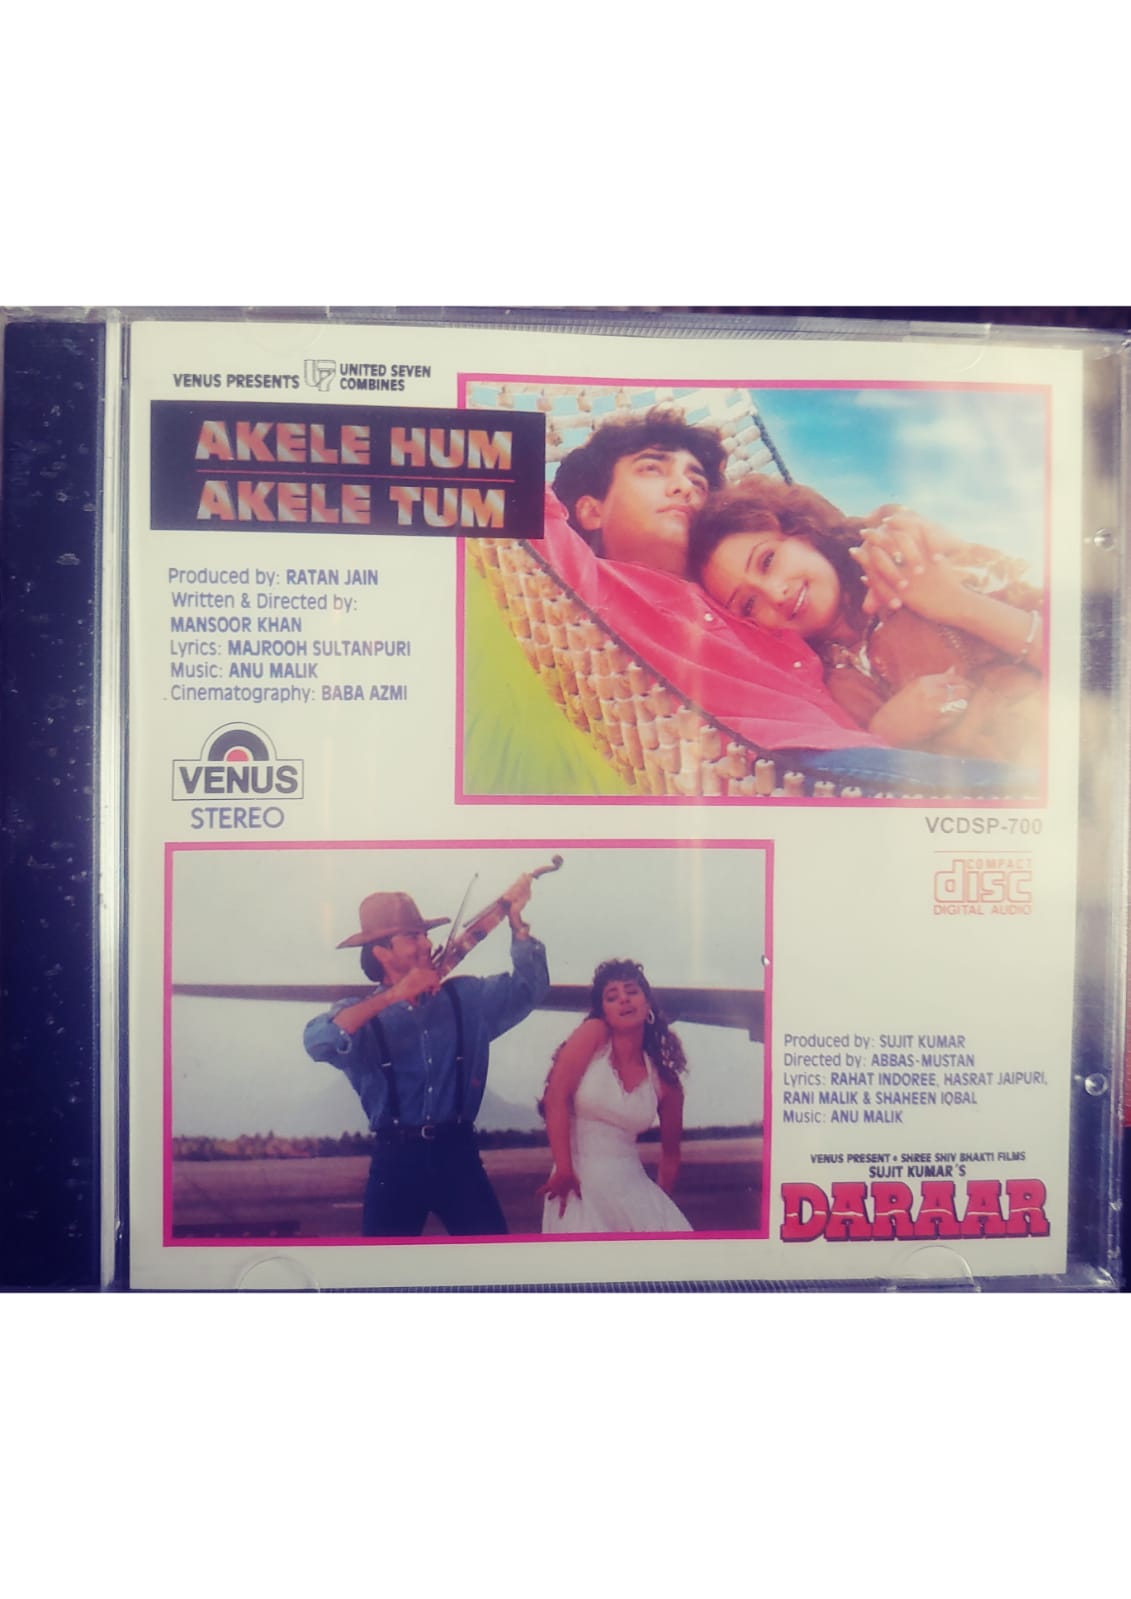 VENUS PRESENTS U7 UNITED SEVEN
COMBINES
AKELE HUM
AKELE TUM
Produced by: RATAN JAIN
Written & Directed by:
MANSOOR KHAN
Lyrics: MAJROOH SULTANPURI
Music: ANU MALIK
Cinematography: BABA AZMI
VENUS
STEREO
VCDSP-700
COMPACT
disc
DIGITAL AUDIO
Produced by: SUJIT KUMAR
Directed by: ABBAS-MUSTAN
Lyrics: RAHAT INDOREE, HASRAT JAIPURI,
RANI MALIK & SHAHEEN IQBAL
Music: ANU MALIK
VENUS PRESENT • SHREE SHIV BHAKTI FILMS
SUJIT KUMAR'S
DARAAR